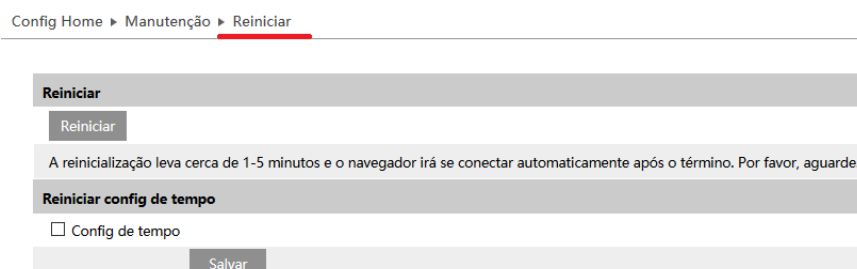 Config Home ▸ Manutenção ▸ Reiniciar
Reiniciar
Reiniciar
A reinicialização leva cerca de 1-5 minutos e o navegador irá se conectar automaticamente após o término. Por favor, aguarde
Reiniciar config de tempo
Config de tempo
Salvar